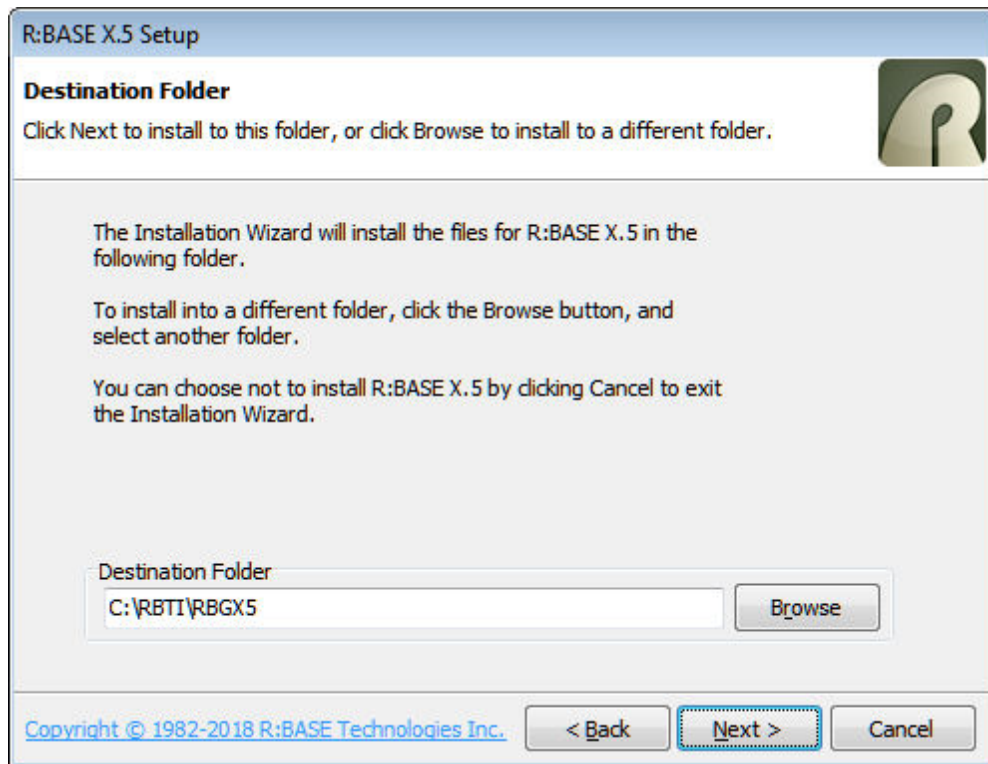 R:BASE X.5 Setup
Destination Folder
Click Next to install to this folder, or click Browse to install to a different folder.
The Installation Wizard will install the files for R:BASE X.5 in the
following folder.
To install into a different folder, click the Browse button, and
select another folder.
You can choose not to install R:BASE X.5 by clicking Cancel to exit
the Installation Wizard.
Destination Folder
C:\RBTI\RBGX5
Browse
Copyright © 1982-2018 R:BASE Technologies Inc.
< Back
Next >
Cancel